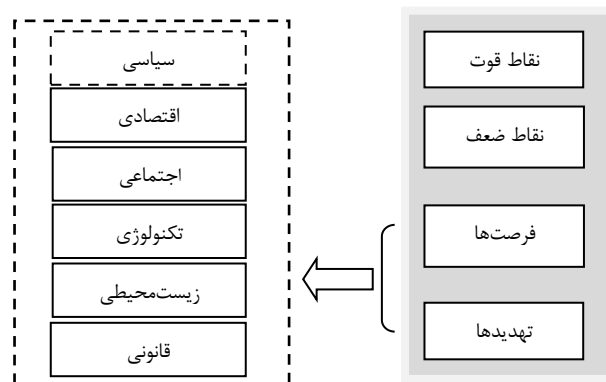 نقاط قوت
نقاط ضعف
فرصت‌ها
تهدیدها
سیاسی
اقتصادی
اجتماعی
تکنولوژی
زیست‌محیطی
قانونی